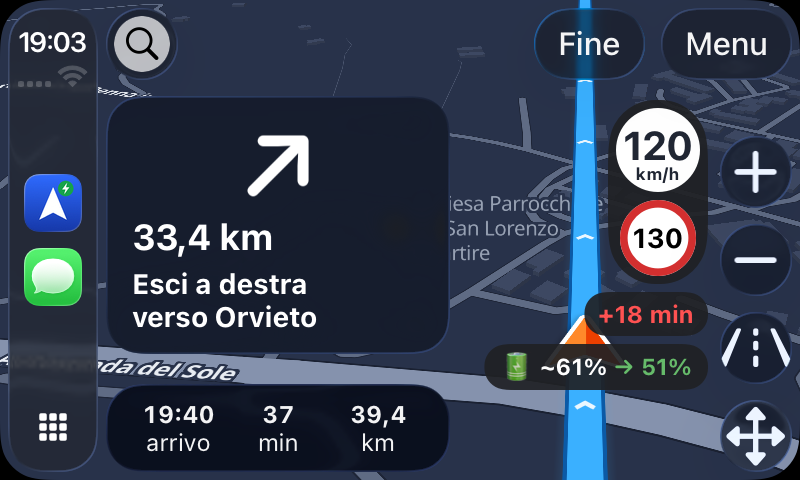 19:03
Fine
Menu
120
km/h
130
33,4 km
Esci a destra
verso Orvieto
San Lorenzo
+18 min
~61% → 51%
del Sole
19:40
arrivo
37
min
39,4
km